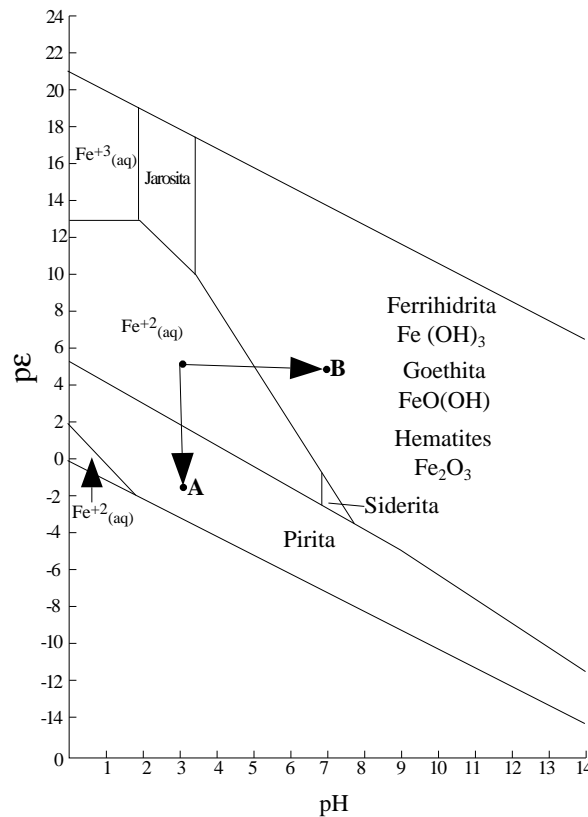 24
22
20
18
16
14
12
10
8
6
4
2
0
-2
-4
-6
-8
-10
-12
-14
0
pε
Fe+3(aq)
Jarosita
Fe+2(aq)
Ferrihidrita
Fe (OH)3
Goethita
FeO(OH)
Hematites
Fe2O3
B
A
Siderita
Fe+2(aq)
Pirita
1 2 3 4 5 6 7 8 9 10 11 12 13 14
pH